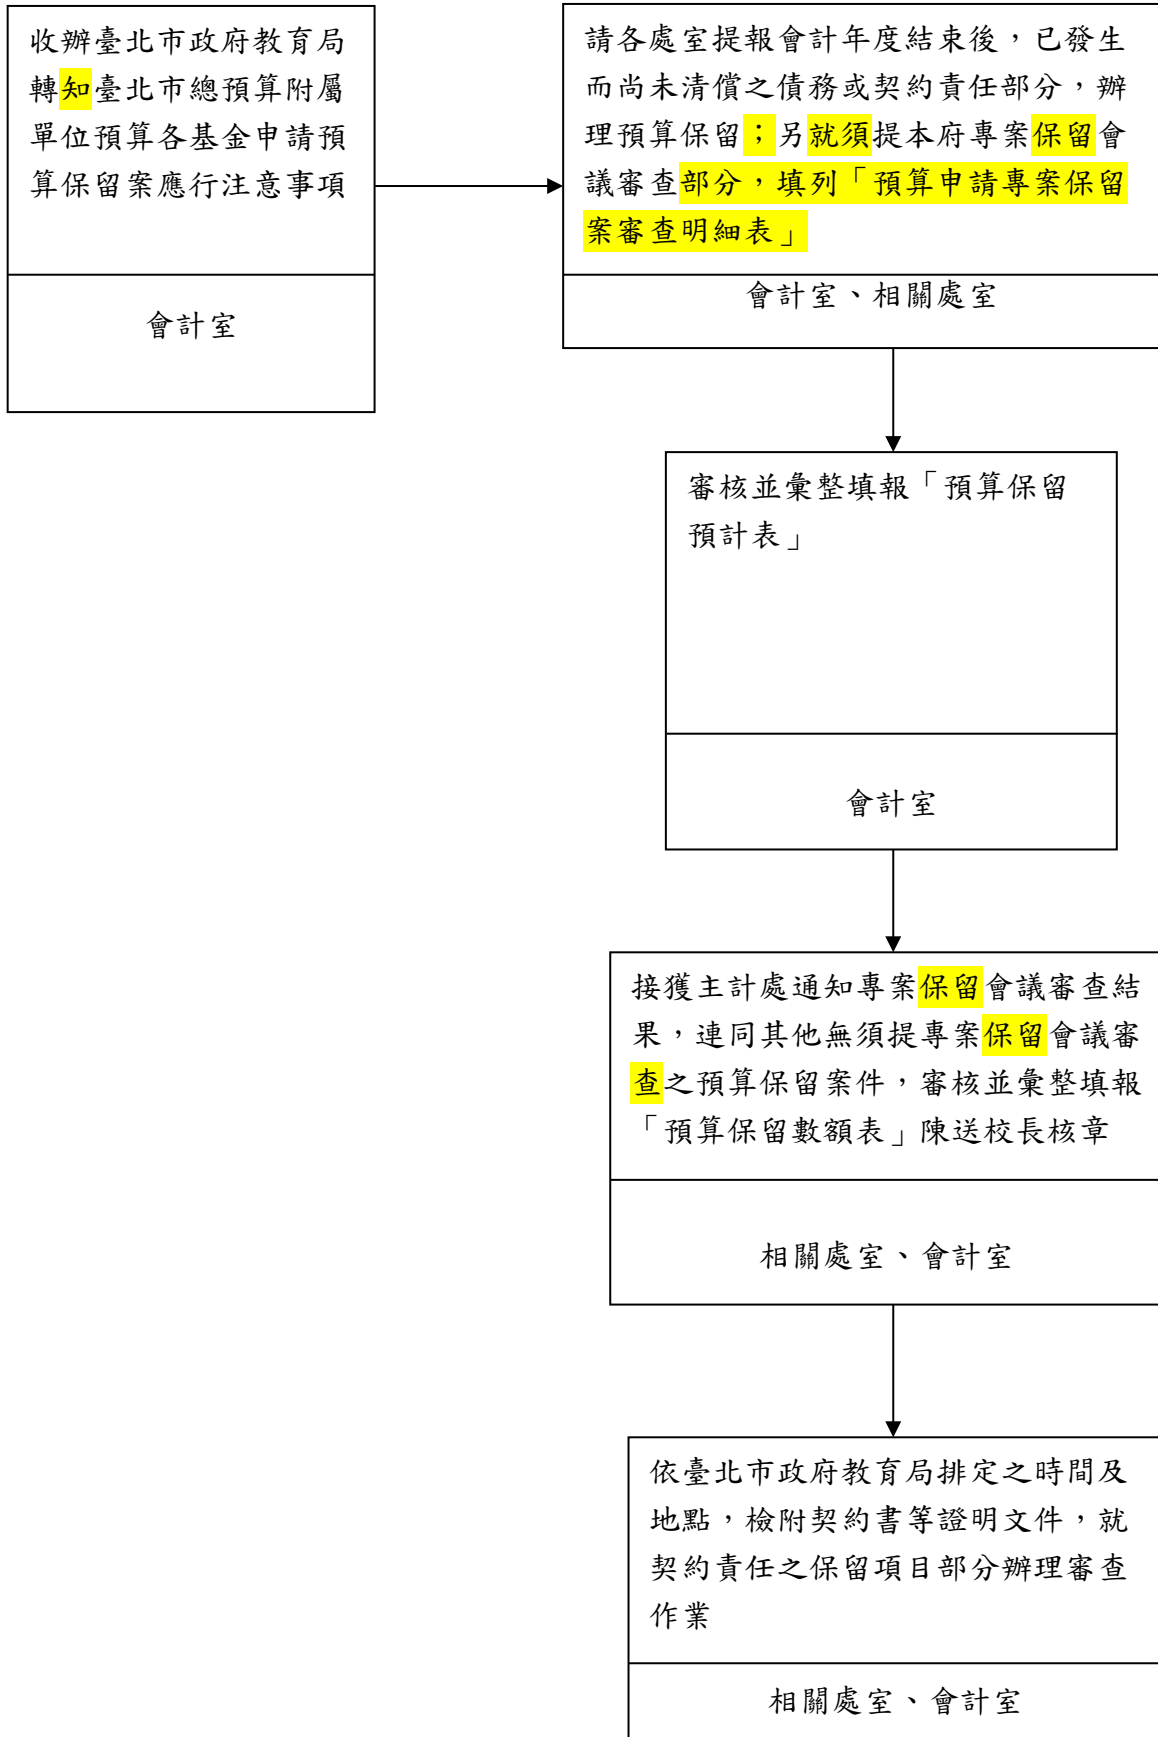 收辦臺北市政府教育局
轉知臺北市總預算附屬
單位預算各基金申請預
算保留案應行注意事項
會計室
請各處室提報會計年度結束後，已發生
而尚未清償之債務或契約責任部分，辦
理預算保留；另就須提本府專案保留會
議審查部分，填列「預算申請專案保留
案審查明細表」
會計室、相關處室
審核並彙整填報「預算保留
預計表」
會計室
接獲主計處通知專案保留會議審查結
果，連同其他無須提專案保留會議審
查之預算保留案件，審核並彙整填報
「預算保留數額表」陳送校長核章
相關處室、會計室
依臺北市政府教育局排定之時間及
地點，檢附契約書等證明文件，就
契約責任之保留項目部分辦理審查
作業
相關處室、會計室